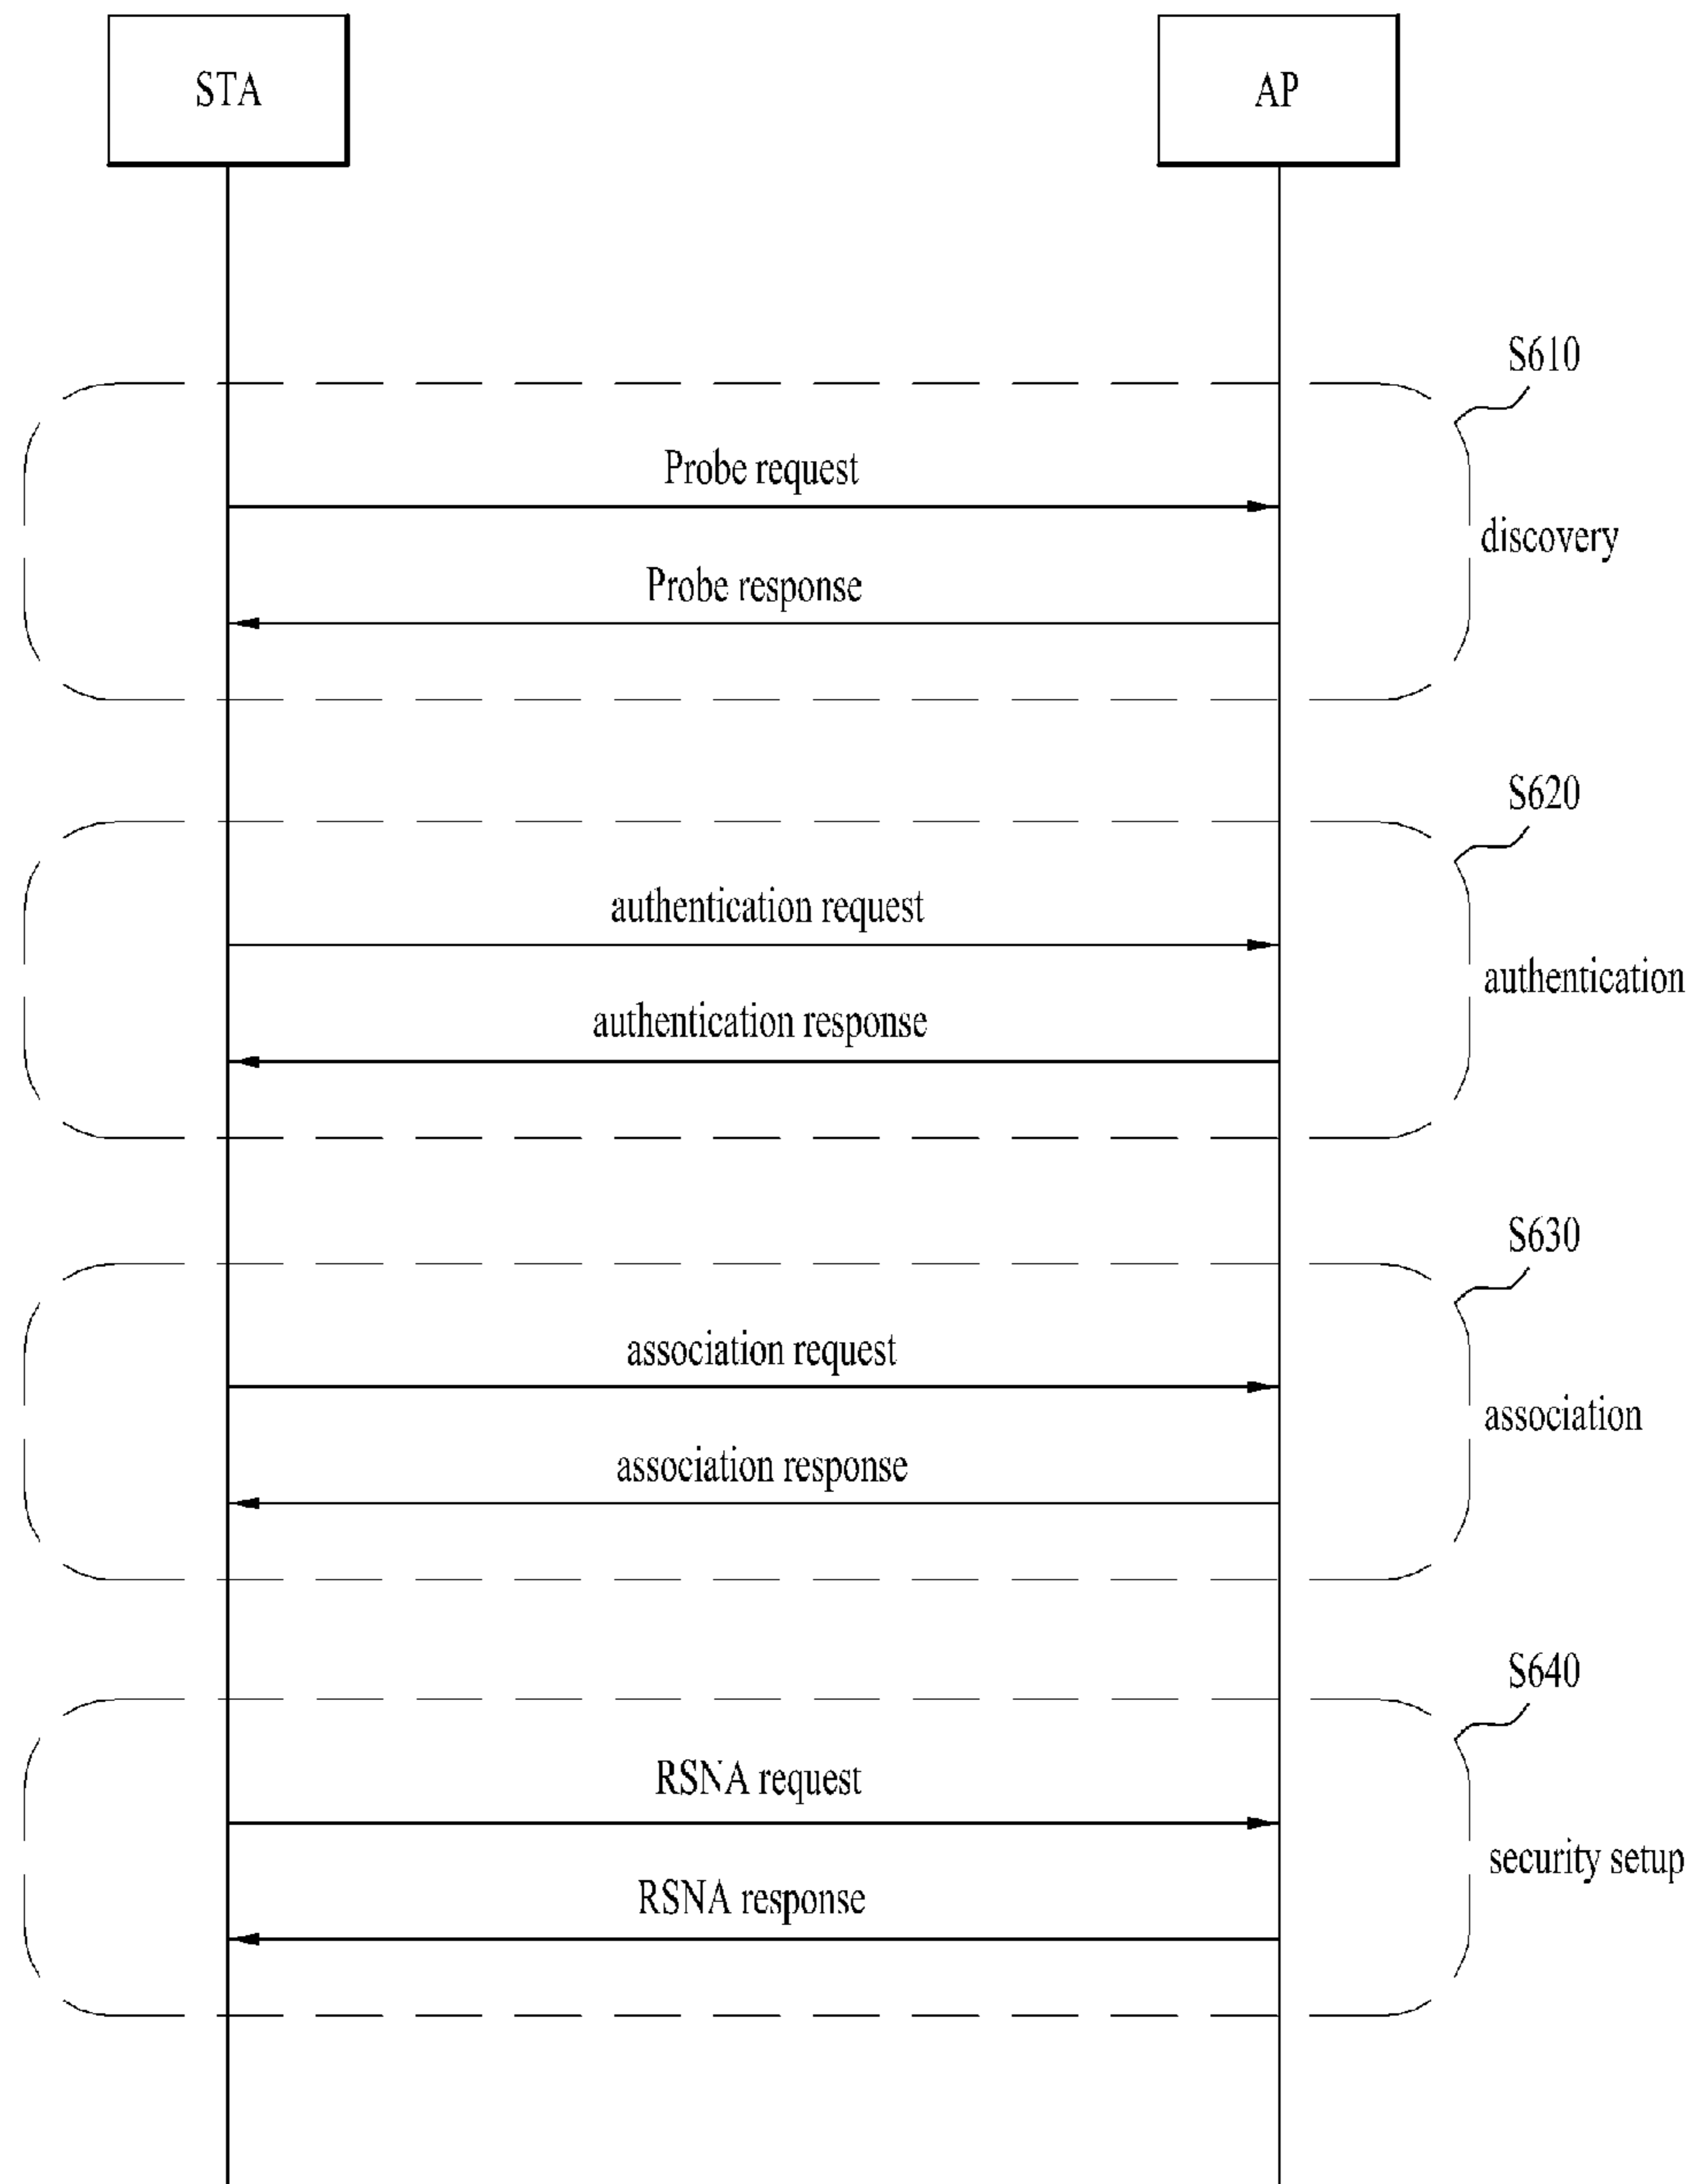 STA
AP
S610
Probe request
discovery
Probe response
S620
authentication request
authentication
authentication response
S630
association request
association
association response
S640
RSNA request
security setup
RSNA response